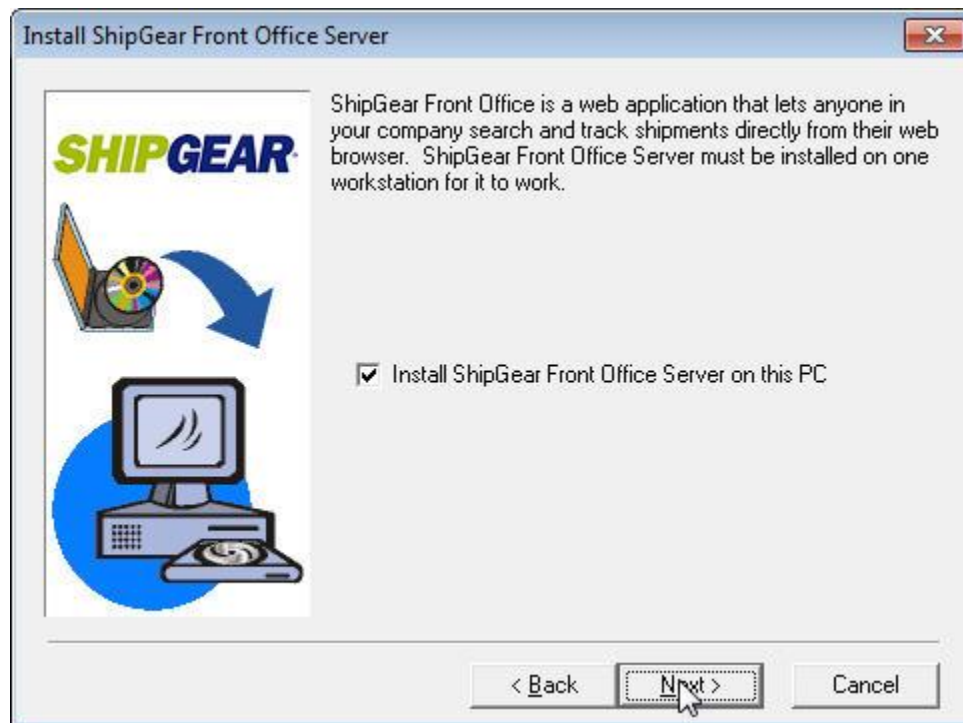 Install ShipGear Front Office Server
SHIPGEAR
ShipGear Front Office is a web application that lets anyone in
your company search and track shipments directly from their web
browser. ShipGear Front Office Server must be installed on one
workstation for it to work.
Install ShipGear Front Office Server on this PC
< Back
Next >
Cancel